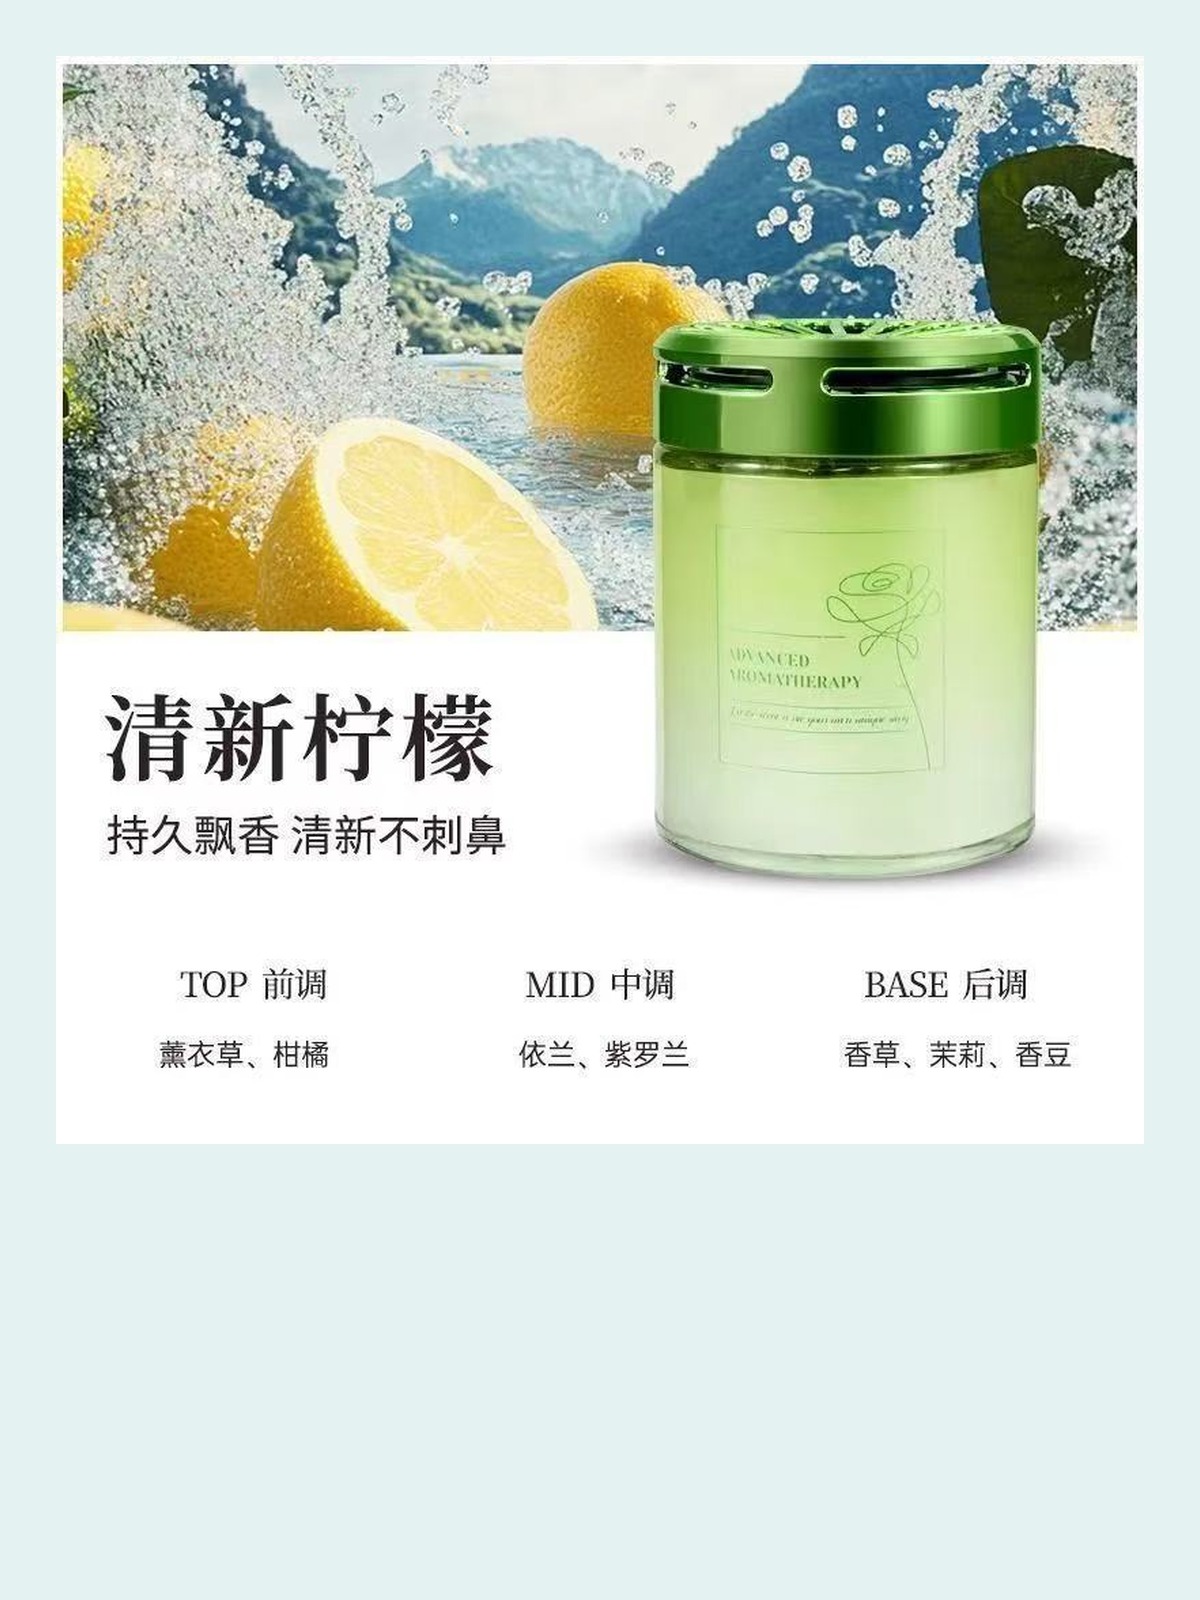 ADVANCED
AROMATHERAPY
清新柠檬
持久飘香 清新不刺鼻
TOP 前调
薰衣草、柑橘
MID 中调
依兰、紫罗兰
BASE 后调
香草、茉莉、香豆